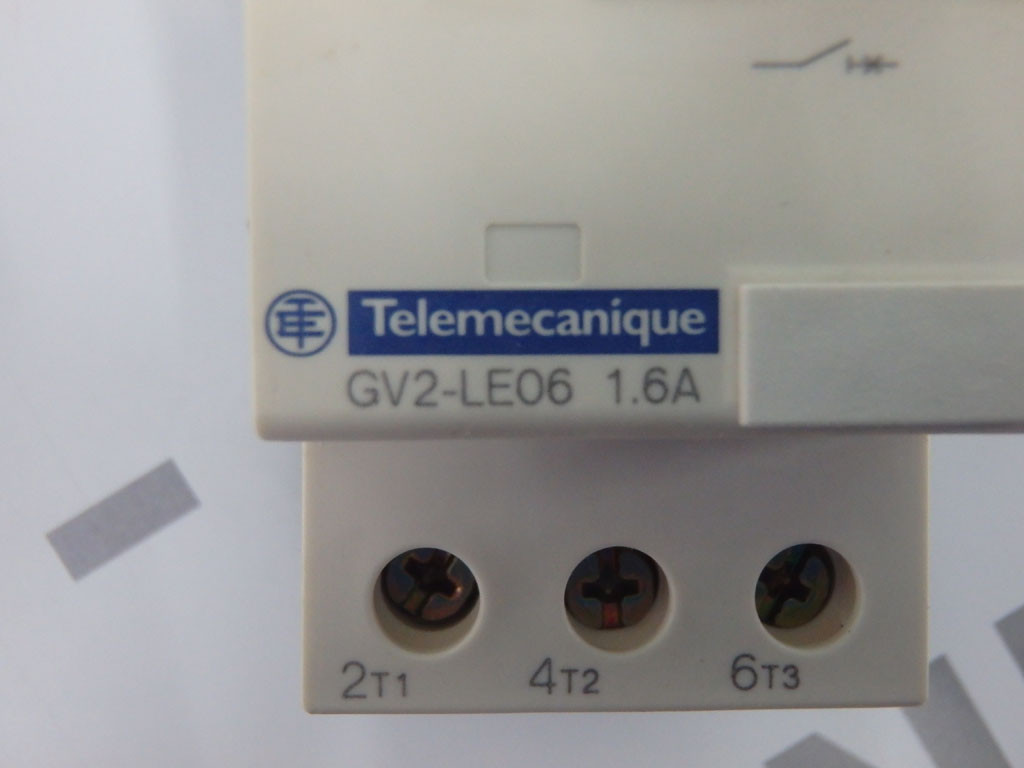 Telemecanique
GV2-LE06 1.6A
2T1 4T2 6T3